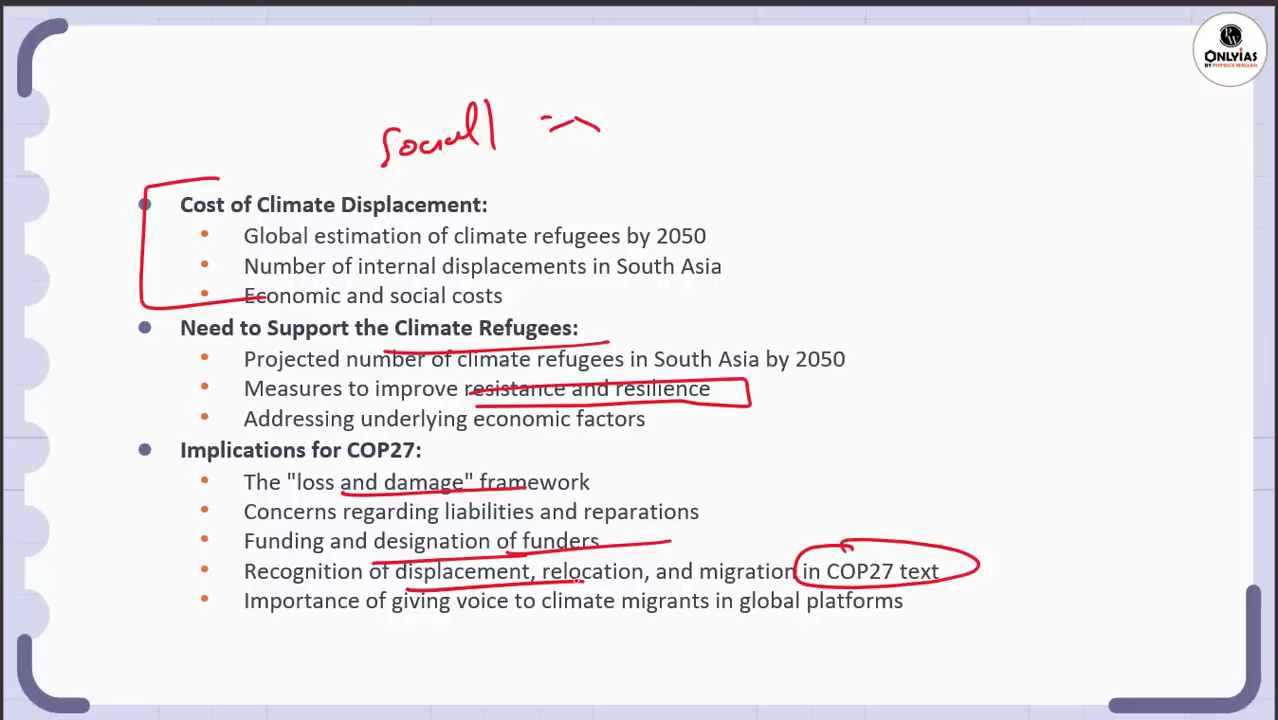 PW
ONLYIAS
BY PHYSICS WALLAH
Social
Cost of Climate Displacement:
Global estimation of climate refugees by 2050
Number of internal displacements in South Asia
Economic and social costs
Need to Support the Climate Refugees:
Projected number of climate refugees in South Asia by 2050
Measures to improve resistance and resilience
Addressing underlying economic factors
Implications for COP27:
The "loss and damage" framework
Concerns regarding liabilities and reparations
Funding and designation of funders
Recognition of displacement, relocation, and migration in COP27 text
Importance of giving voice to climate migrants in global platforms